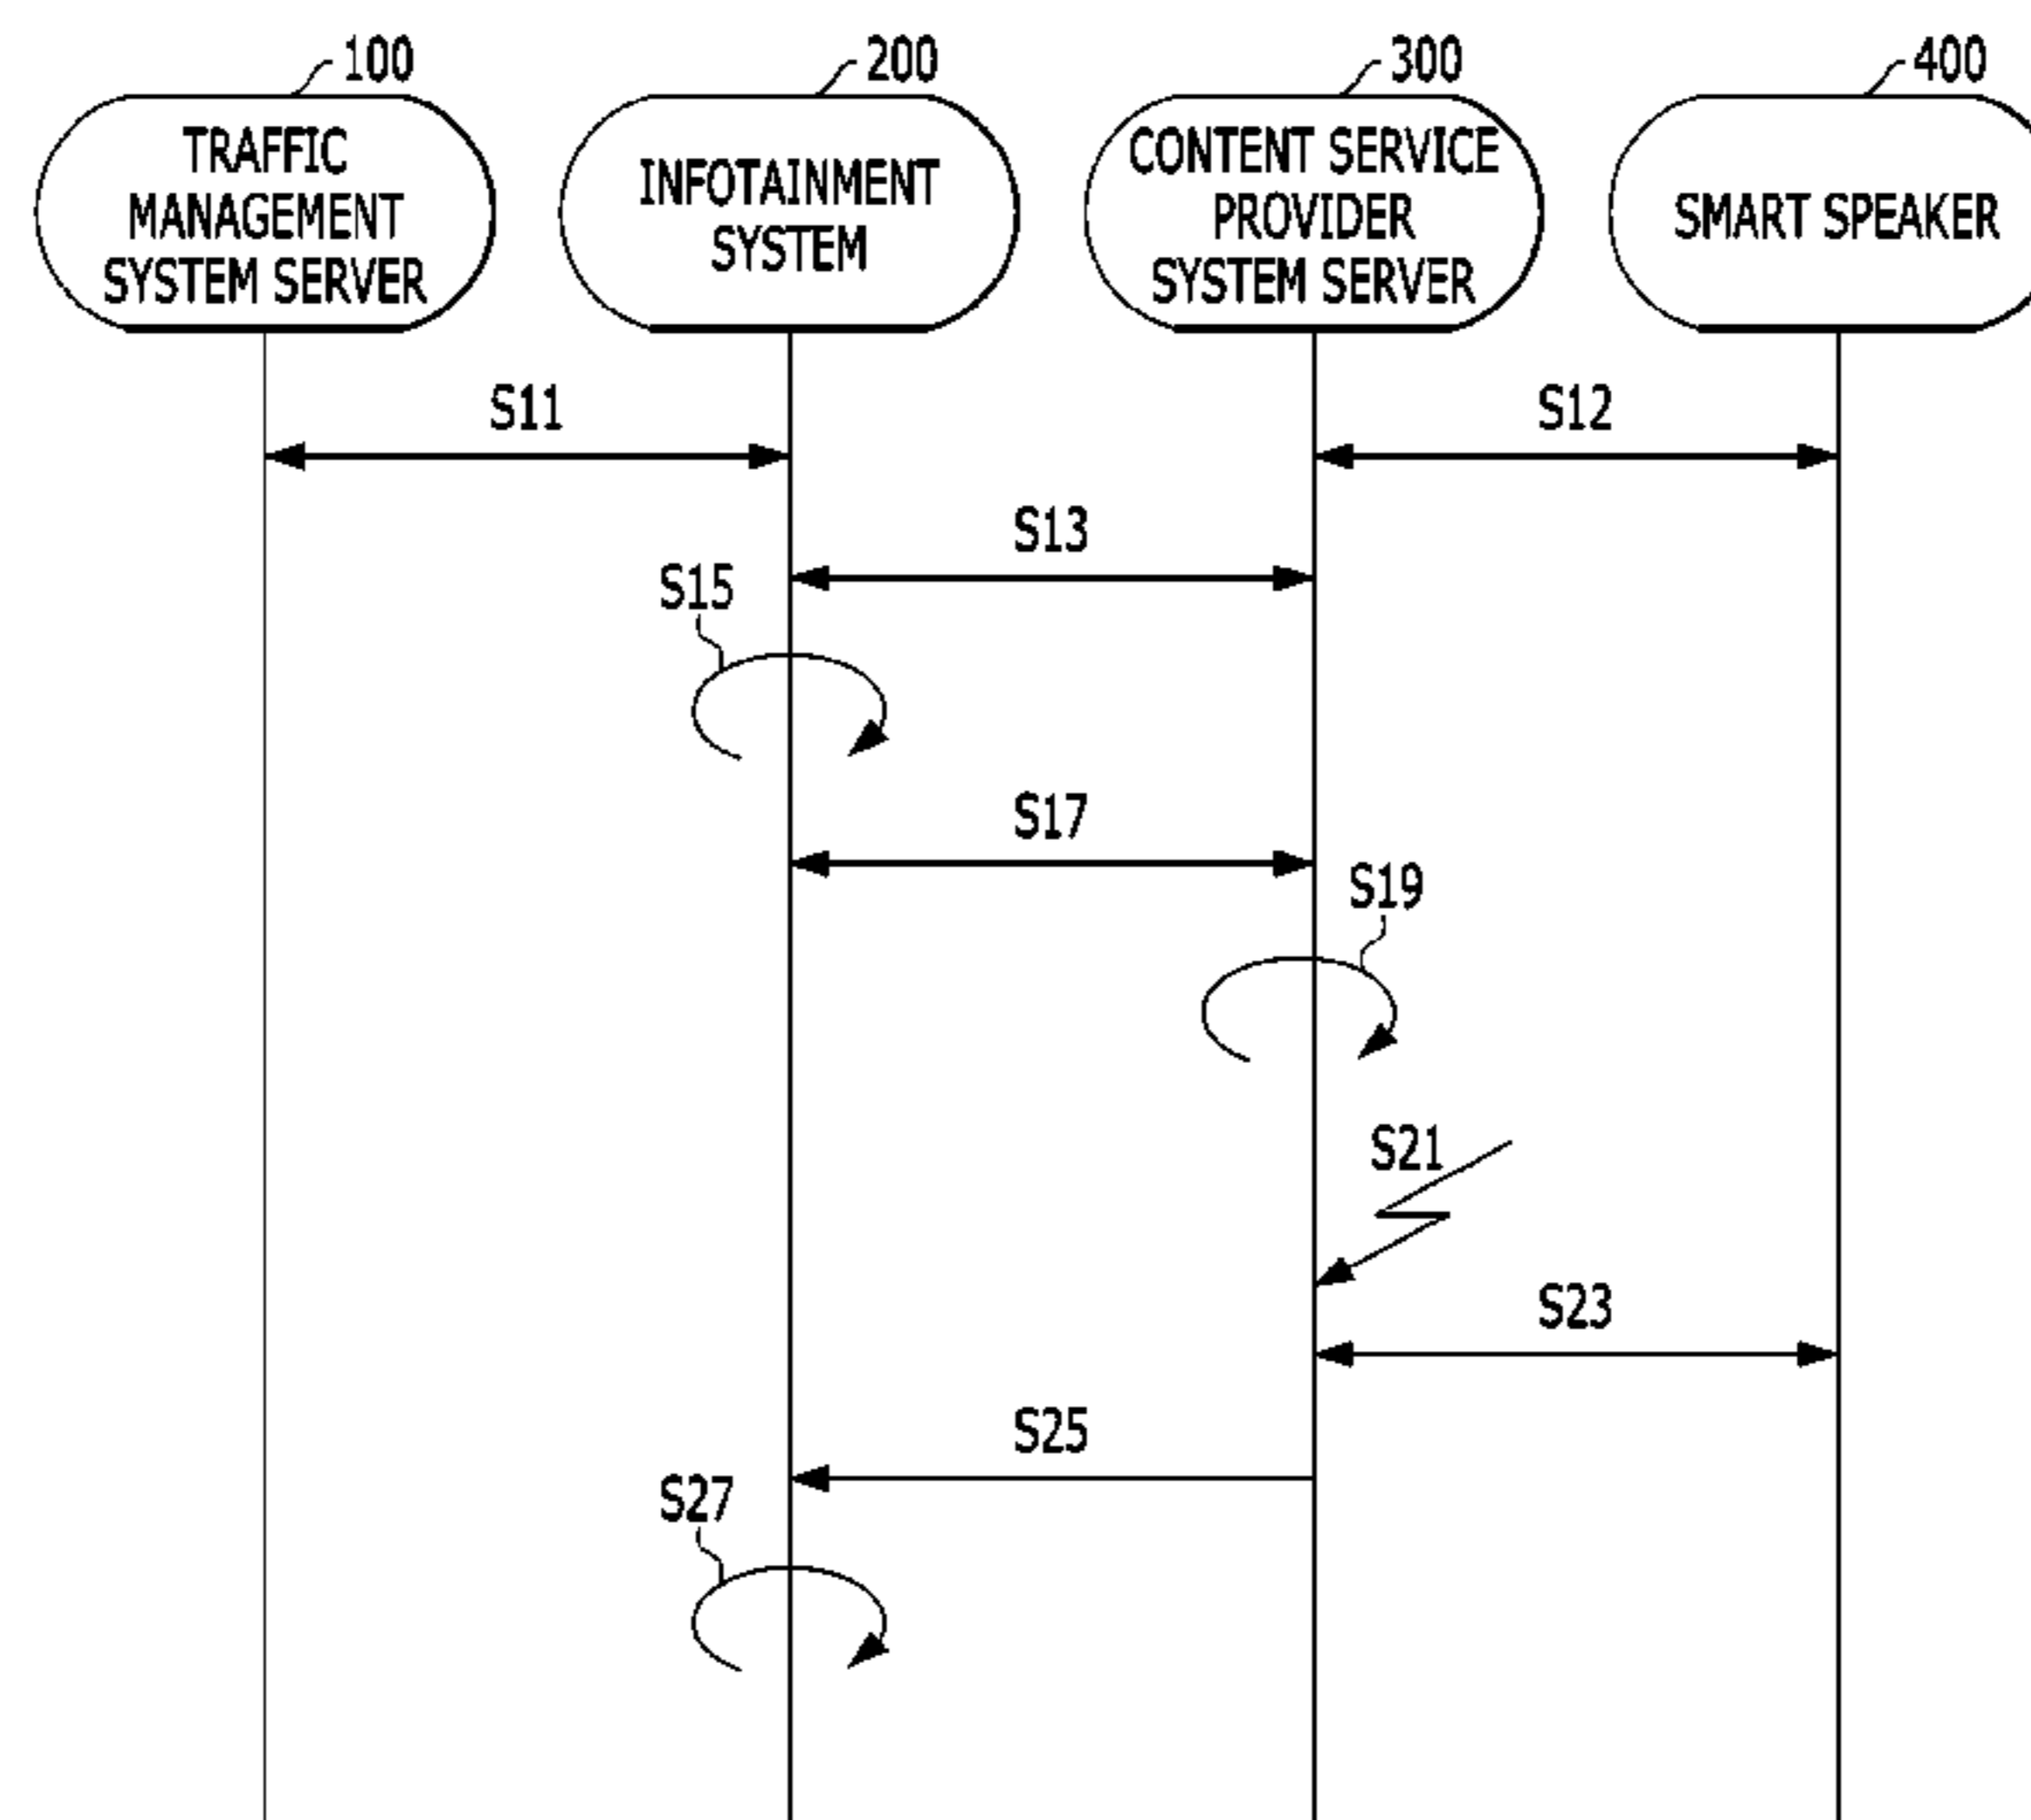 100
200
300
400
TRAFFIC
MANAGEMENT
SYSTEM SERVER
INFOTAINMENT
SYSTEM
CONTENT SERVICE
PROVIDER
SYSTEM SERVER
SMART SPEAKER
S11
S12
S13
S15
S17
S19
S21
S23
S25
S27